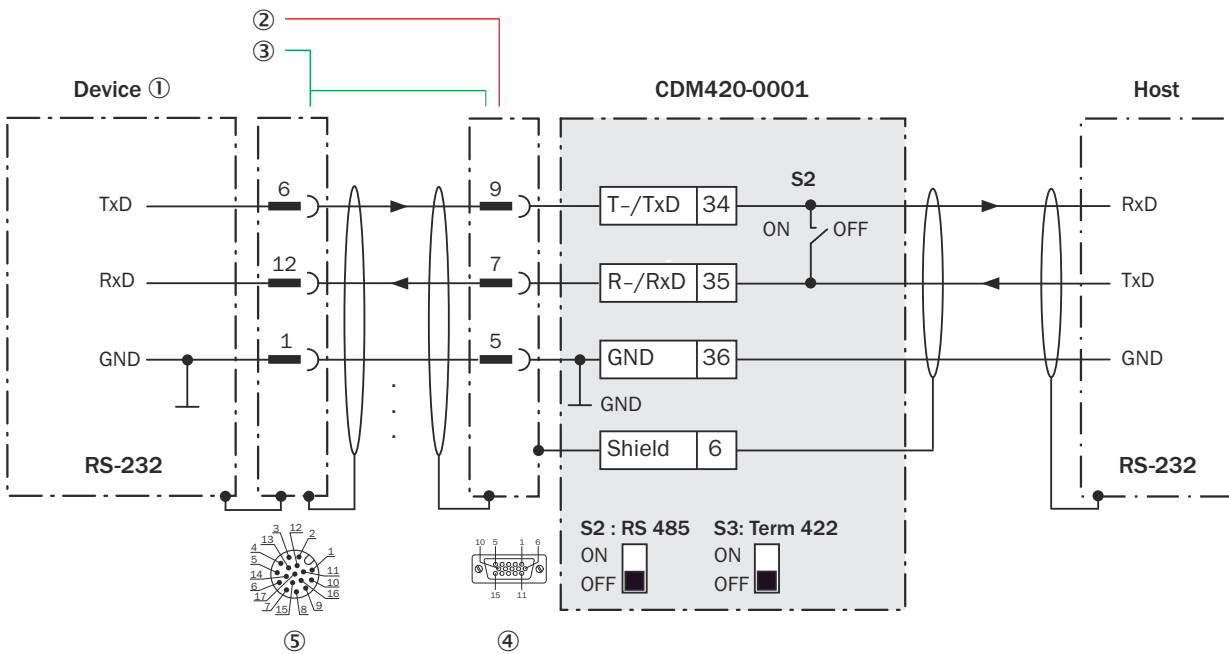 ②
③
Device ①
CDM420-0001
Host
6
9
S2
TxD
T–/TxD 34
RxD
ON OFF
12
7
RxD
R–/RxD 35
TxD
1
5
GND
GND 36
GND
GND
Shield 6
RS-232
RS-232
S2 : RS 485 S3: Term 422
ON ON
OFF OFF
3 12 2
13
4 1
5 11
14 10
6 16
17 9
7 15 8
10 5 1 6
15 11
⑤ ④